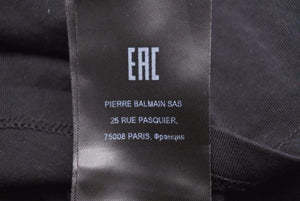 EAC
PIERRE BALMAIN SAS
25 RUE PASQUIER,
75008 PARIS, Франция